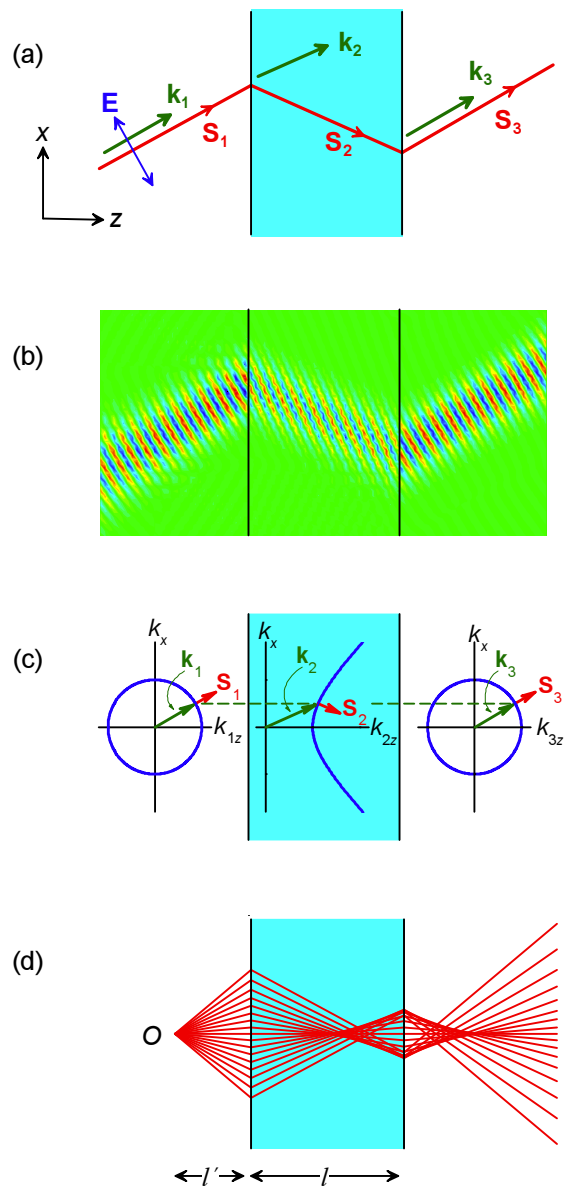 (a)
k₂
k₁
k₃
E
S₁
S₂
S₃
x
z
(b)
(c)
kₓ
kₓ
kₓ
k₁
S₁
k₂
k₃
S₃
S₂
k₁z
k₂z
k₃z
(d)
O
l′
l